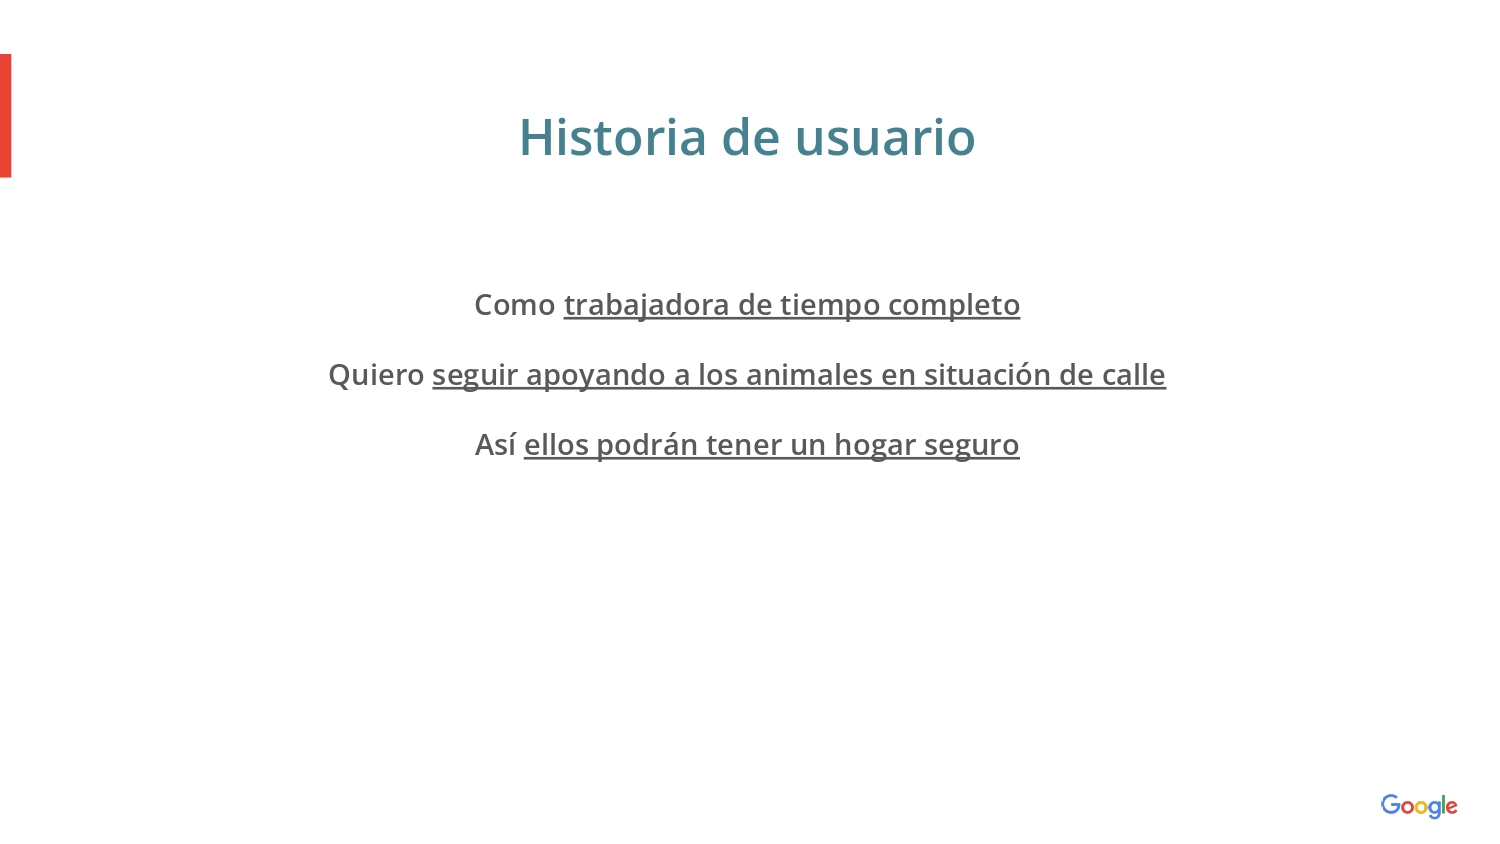 Historia de usuario
Como trabajadora de tiempo completo
Quiero seguir apoyando a los animales en situación de calle
Así ellos podrán tener un hogar seguro
Google